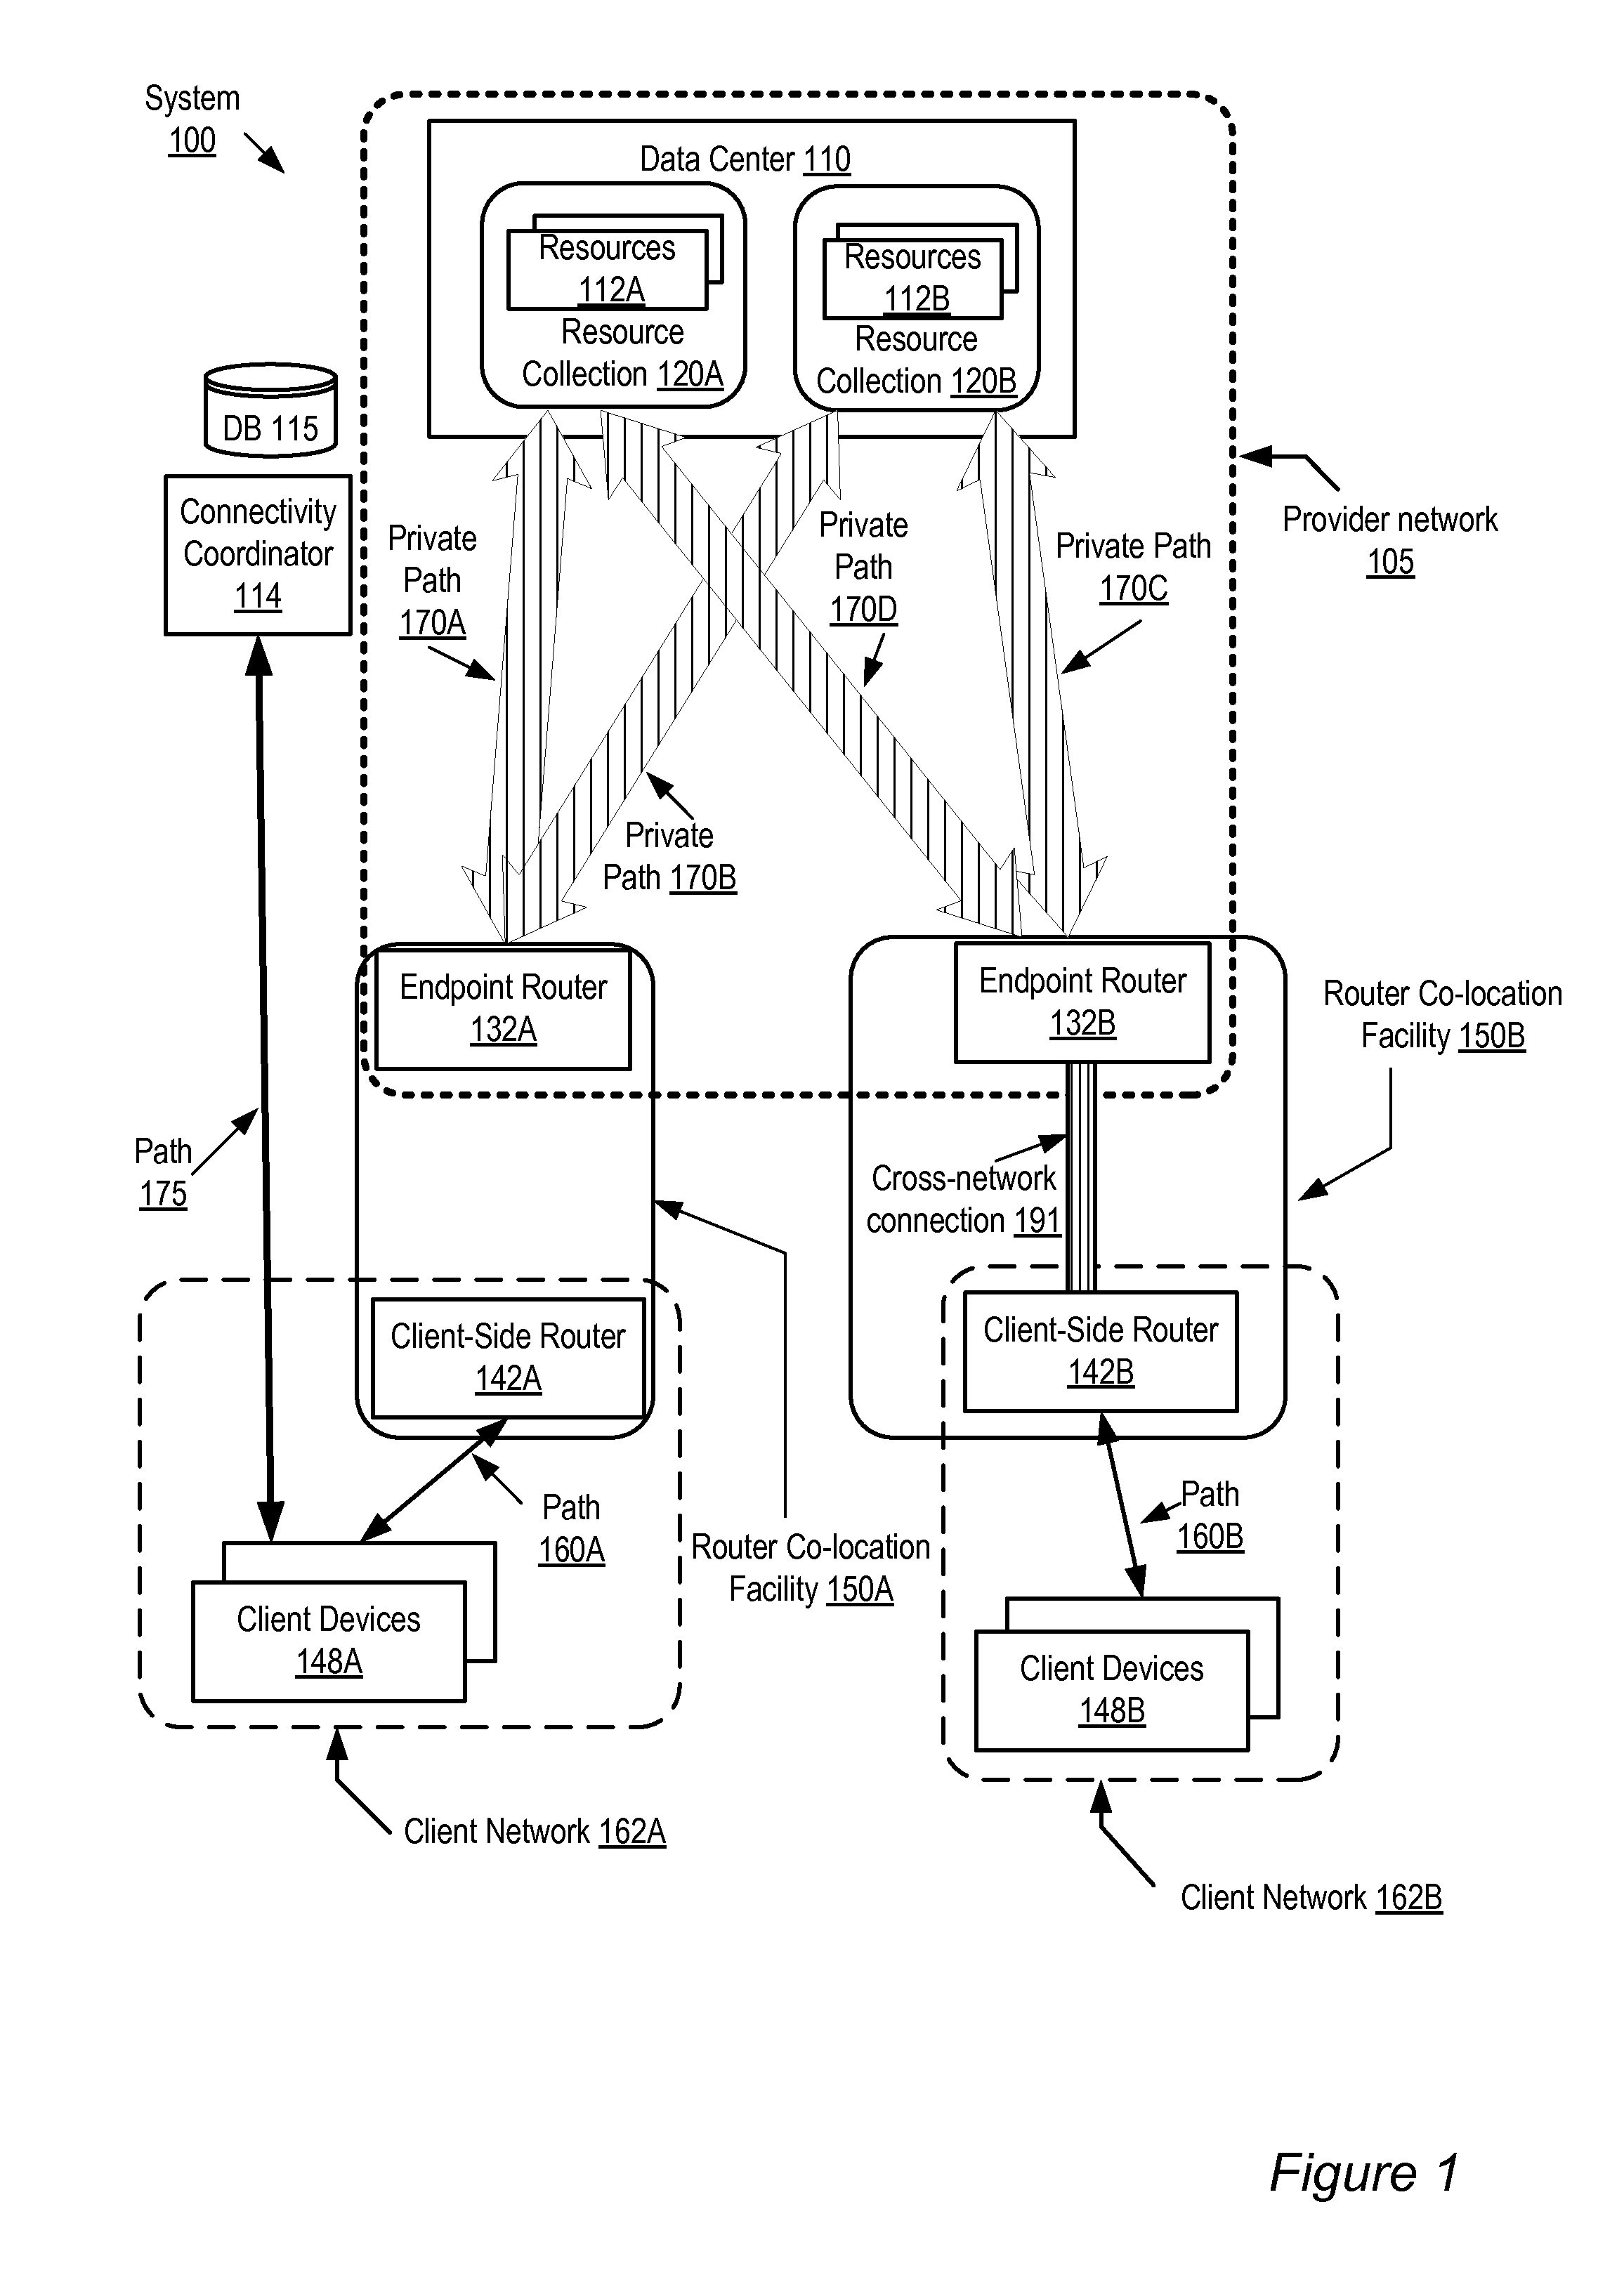 System
100
Data Center 110
Resources
112A
Resource
Collection 120A
Resources
112B
Resource
Collection 120B
DB 115
Connectivity
Coordinator
114
Private
Path
170A
Private
Path
170D
Private Path
170C
Provider network
105
Private
Path 170B
Endpoint Router
132A
Endpoint Router
132B
Router Co-location
Facility 150B
Path
175
Cross-network
connection 191
Client-Side Router
142A
Client-Side Router
142B
Path
160A
Path
160B
Router Co-location
Facility 150A
Client Devices
148A
Client Devices
148B
Client Network 162A
Client Network 162B
Figure 1